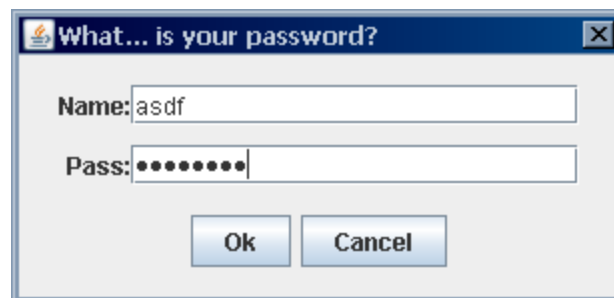 What... is your password?
Name: asdf
Pass: ••••••••
Ok Cancel